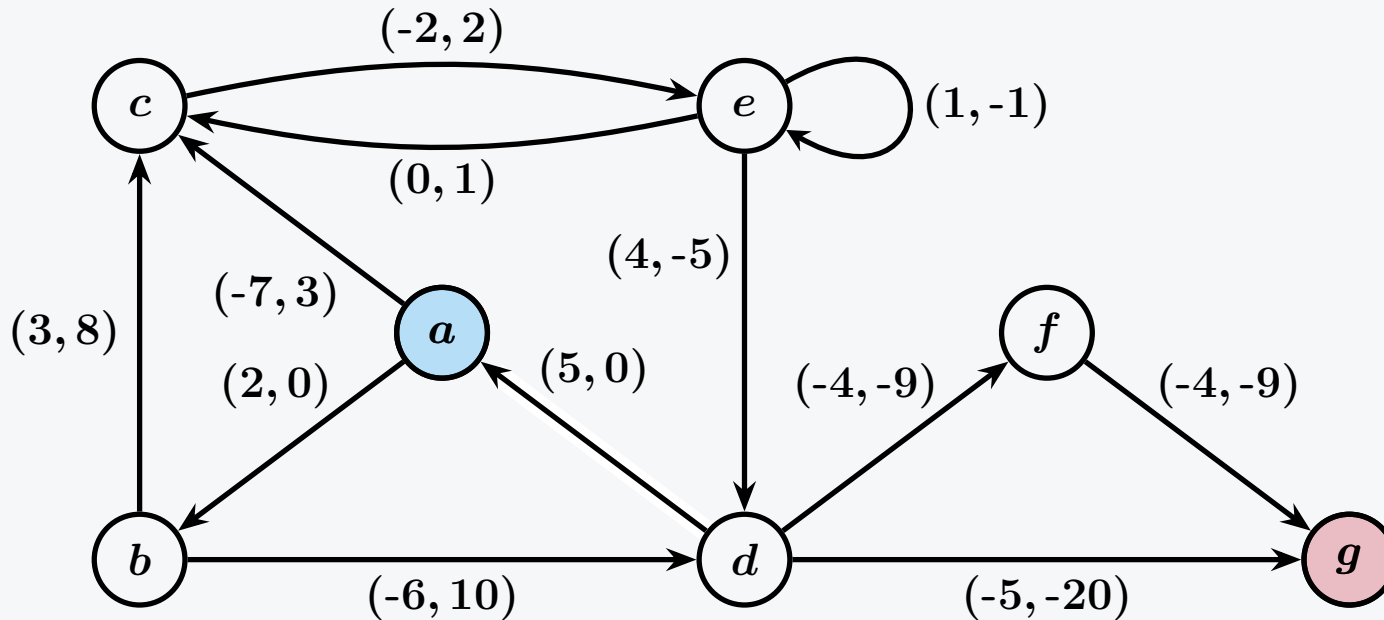 (-2, 2)
c
e
(1, -1)
(0, 1)
(4, -5)
(-7, 3)
(3, 8)
a
f
(2, 0)
(5, 0)
(-4, -9)
(-4, -9)
b
d
g
(-6, 10)
(-5, -20)